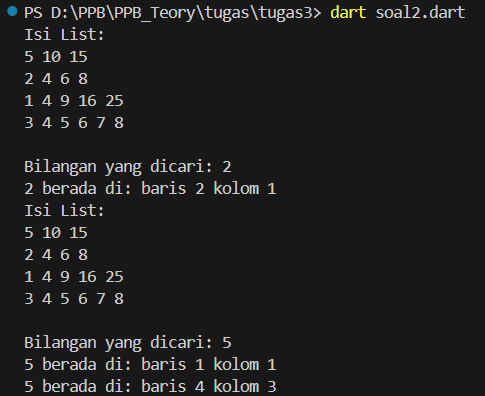 PS D:\PPB\PPB_Teory\tugas\tugas3> dart soal2.dart
Isi List:
5 10 15
2 4 6 8
1 4 9 16 25
3 4 5 6 7 8
Bilangan yang dicari: 2
2 berada di: baris 2 kolom 1
Isi List:
5 10 15
2 4 6 8
1 4 9 16 25
3 4 5 6 7 8
Bilangan yang dicari: 5
5 berada di: baris 1 kolom 1
5 berada di: baris 4 kolom 3